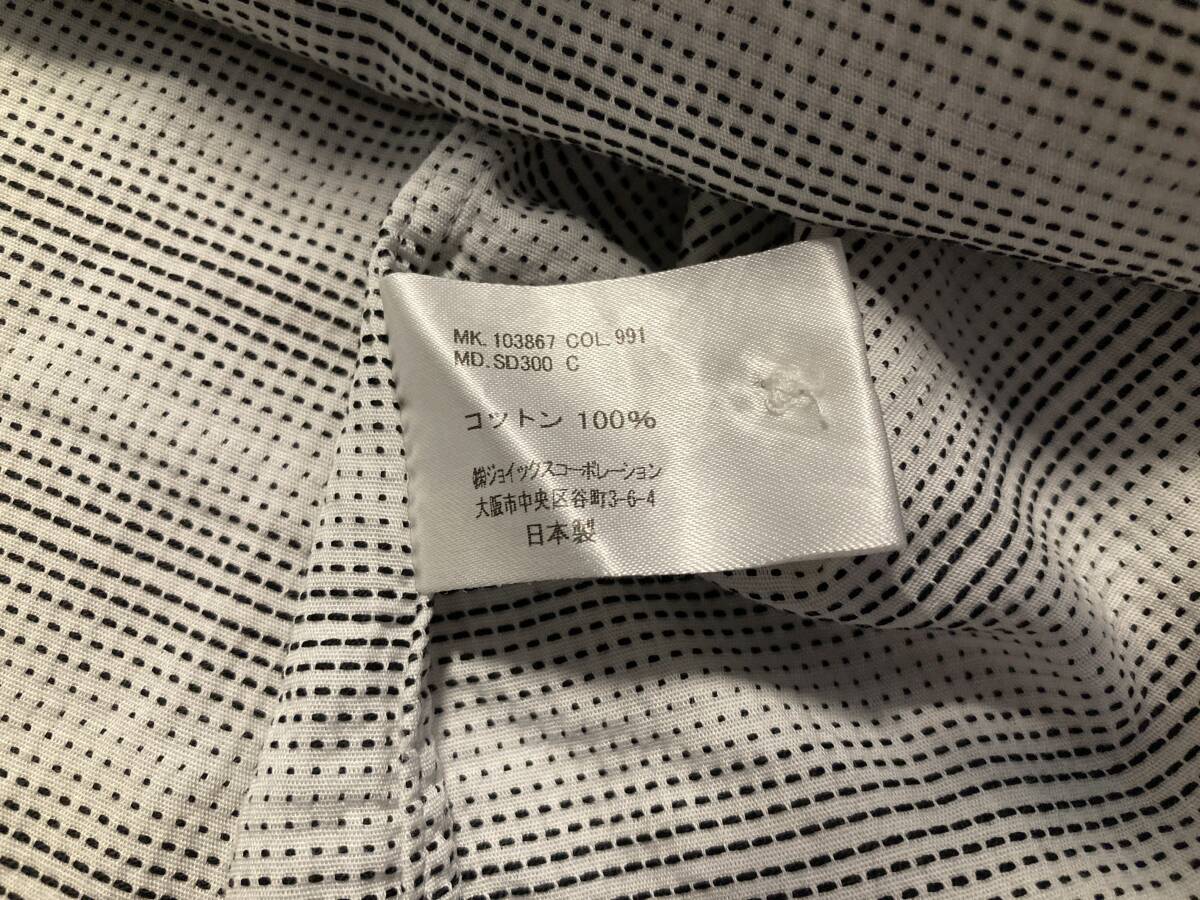 MK. 103867 COL. 991
MD. SD300 C
コットン 100%
㈱ジョイックスコーポレーション
大阪市中央区谷町3-6-4
日本製